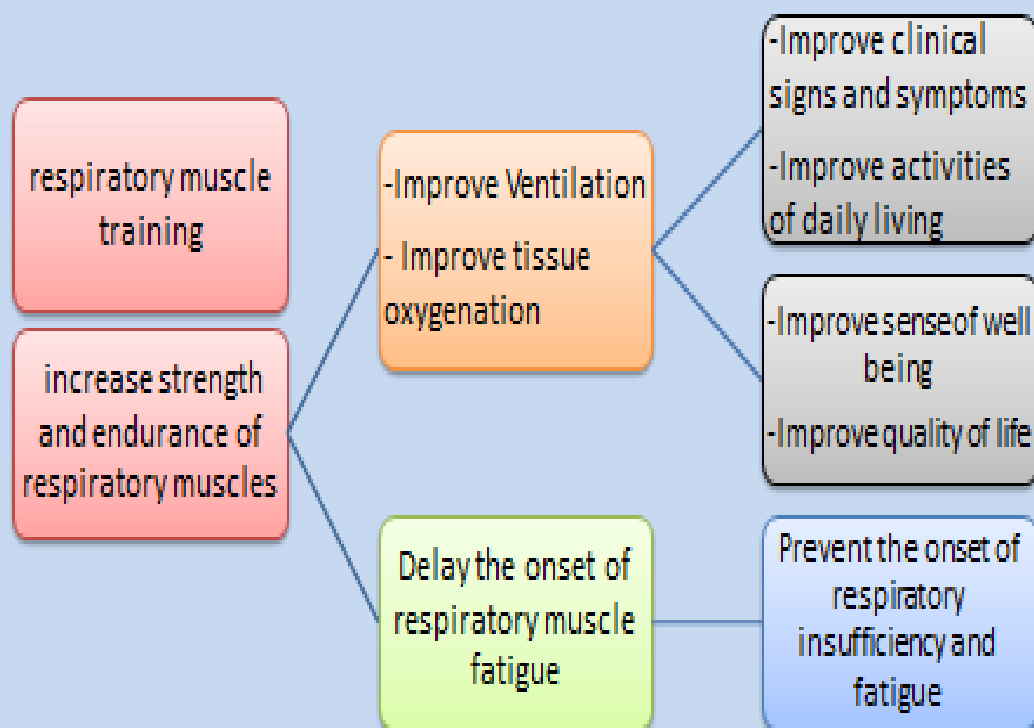 respiratory muscle
training
increase strength
and endurance of
respiratory muscles
-Improve Ventilation
- Improve tissue
oxygenation
Delay the onset of
respiratory muscle
fatigue
-Improve clinical
signs and symptoms
-Improve activities
of daily living
-Improve sense of well
being
-Improve quality of life
Prevent the onset of
respiratory
insufficiency and
fatigue